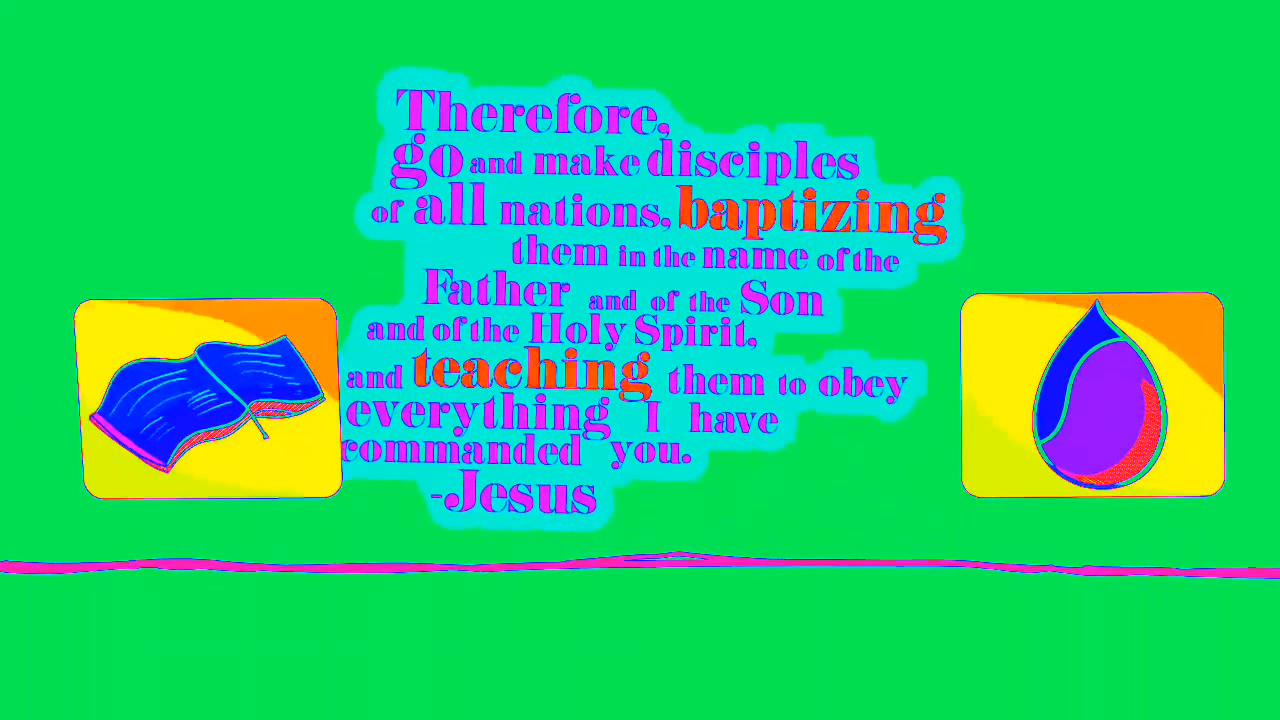 Therefore,
go and make disciples
of all nations, baptizing
them in the name of the
Father and of the Son
and of the Holy Spirit,
and teaching them to obey
everything I have
commanded you.
-Jesus